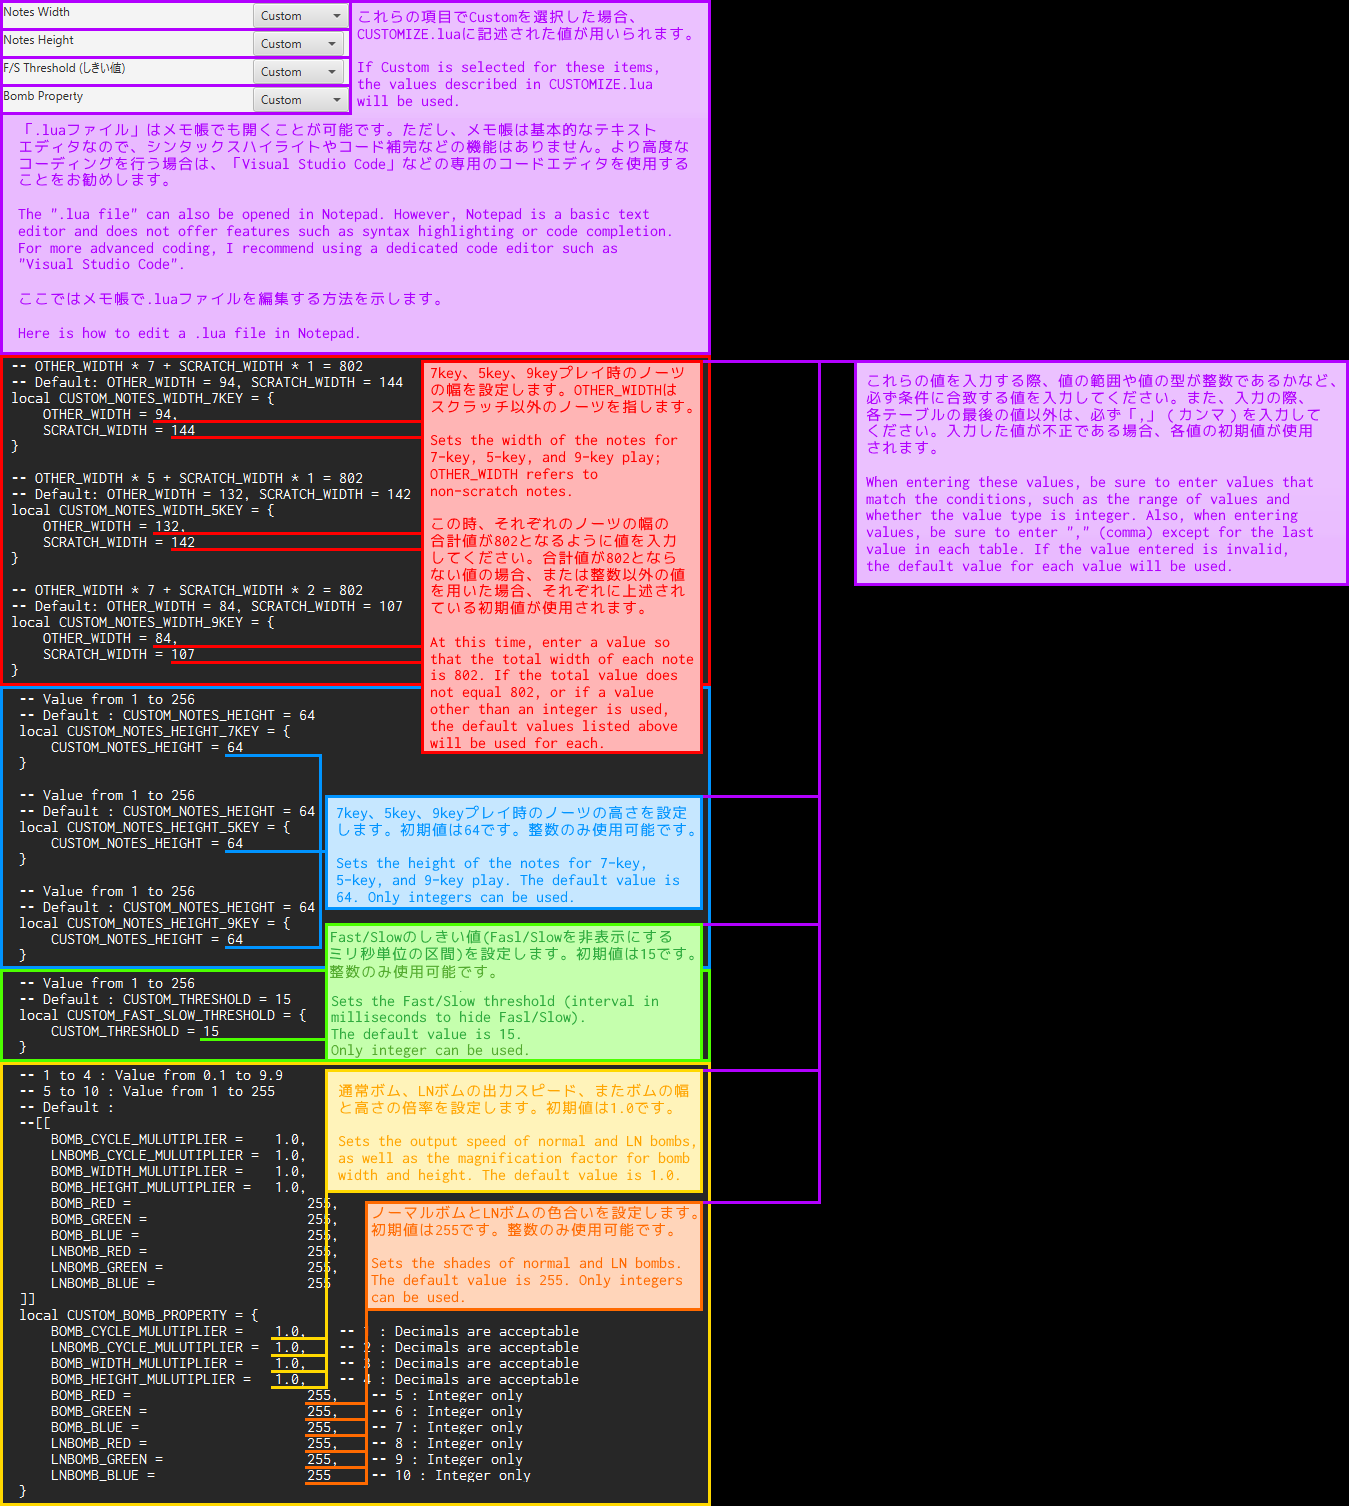 Notes Width
Custom
Notes Height
Custom
F/S Threshold (しきい値)
Custom
Bomb Property
Custom
これらの項目でCustomを選択した場合、
CUSTOMIZE.luaに記述された値が用いられます。
If Custom is selected for these items,
the values described in CUSTOMIZE.lua
will be used.
「.luaファイル」はメモ帳でも開くことが可能です。ただし、メモ帳は基本的なテキスト
エディタなので、シンタックスハイライトやコード補完などの機能はありません。より高度な
コーディングを行う場合は、「Visual Studio Code」などの専用のコードエディタを使用する
ことをお勧めします。
The ".lua file" can also be opened in Notepad. However, Notepad is a basic text
editor and does not offer features such as syntax highlighting or code completion.
For more advanced coding, I recommend using a dedicated code editor such as
"Visual Studio Code".
ここではメモ帳で.luaファイルを編集する方法を示します。
Here is how to edit a .lua file in Notepad.
-- OTHER_WIDTH * 7 + SCRATCH_WIDTH * 1 = 802
-- Default: OTHER_WIDTH = 94, SCRATCH_WIDTH = 144
local CUSTOM_NOTES_WIDTH_7KEY = {
OTHER_WIDTH = 94,
SCRATCH_WIDTH = 144
}
-- OTHER_WIDTH * 5 + SCRATCH_WIDTH * 1 = 802
-- Default: OTHER_WIDTH = 132, SCRATCH_WIDTH = 142
local CUSTOM_NOTES_WIDTH_5KEY = {
OTHER_WIDTH = 132,
SCRATCH_WIDTH = 142
}
-- OTHER_WIDTH * 7 + SCRATCH_WIDTH * 2 = 802
-- Default: OTHER_WIDTH = 84, SCRATCH_WIDTH = 107
local CUSTOM_NOTES_WIDTH_9KEY = {
OTHER_WIDTH = 84,
SCRATCH_WIDTH = 107
}
7key、5key、9keyプレイ時のノーツ
の幅を設定します。OTHER_WIDTHは
スクラッチ以外のノーツを指します。
Sets the width of the notes for
7-key, 5-key, and 9-key play;
OTHER_WIDTH refers to
non-scratch notes.
この時、それぞれのノーツの幅の
合計値が802となるように値を入力
してください。合計値が802となら
ない値の場合、または整数以外の値
を用いた場合、それぞれに上述され
ている初期値が使用されます。
At this time, enter a value so
that the total width of each note
is 802. If the total value does
not equal 802, or if a value
other than an integer is used,
the default values listed above
will be used for each.
これらの値を入力する際、値の範囲や値の型が整数であるかなど、
必ず条件に合致する値を入力してください。また、入力の際、
各テーブルの最後の値以外は、必ず「,」（カンマ）を入力して
ください。入力した値が不正である場合、各値の初期値が使用
されます。
When entering these values, be sure to enter values that
match the conditions, such as the range of values and
whether the value type is integer. Also, when entering
values, be sure to enter "," (comma) except for the last
value in each table. If the value entered is invalid,
the default value for each value will be used.
-- Value from 1 to 256
-- Default : CUSTOM_NOTES_HEIGHT = 64
local CUSTOM_NOTES_HEIGHT_7KEY = {
CUSTOM_NOTES_HEIGHT = 64
}
-- Value from 1 to 256
-- Default : CUSTOM_NOTES_HEIGHT = 64
local CUSTOM_NOTES_HEIGHT_5KEY = {
CUSTOM_NOTES_HEIGHT = 64
}
-- Value from 1 to 256
-- Default : CUSTOM_NOTES_HEIGHT = 64
local CUSTOM_NOTES_HEIGHT_9KEY = {
CUSTOM_NOTES_HEIGHT = 64
}
7key、5key、9keyプレイ時のノーツの高さを設定
します。初期値は64です。整数のみ使用可能です。
Sets the height of the notes for 7-key,
5-key, and 9-key play. The default value is
64. Only integers can be used.
-- Value from 1 to 256
-- Default : CUSTOM_THRESHOLD = 15
local CUSTOM_FAST_SLOW_THRESHOLD = {
CUSTOM_THRESHOLD = 15
}
Fast/Slowのしきい値(Fasl/Slowを非表示にする
ミリ秒単位の区間)を設定します。初期値は15です。
整数のみ使用可能です。
Sets the Fast/Slow threshold (interval in
milliseconds to hide Fasl/Slow).
The default value is 15.
Only integer can be used.
-- 1 to 4 : Value from 0.1 to 9.9
-- 5 to 10 : Value from 1 to 255
-- Default :
--[[
BOMB_CYCLE_MULUTIPLIER = 1.0,
LNBOMB_CYCLE_MULUTIPLIER = 1.0,
BOMB_WIDTH_MULUTIPLIER = 1.0,
BOMB_HEIGHT_MULUTIPLIER = 1.0,
BOMB_RED = 255,
BOMB_GREEN = 255,
BOMB_BLUE = 255,
LNBOMB_RED = 255,
LNBOMB_GREEN = 255,
LNBOMB_BLUE = 255
]]
local CUSTOM_BOMB_PROPERTY = {
BOMB_CYCLE_MULUTIPLIER = 1.0, -- 1 : Decimals are acceptable
LNBOMB_CYCLE_MULUTIPLIER = 1.0, -- 2 : Decimals are acceptable
BOMB_WIDTH_MULUTIPLIER = 1.0, -- 3 : Decimals are acceptable
BOMB_HEIGHT_MULUTIPLIER = 1.0, -- 4 : Decimals are acceptable
BOMB_RED = 255, -- 5 : Integer only
BOMB_GREEN = 255, -- 6 : Integer only
BOMB_BLUE = 255, -- 7 : Integer only
LNBOMB_RED = 255, -- 8 : Integer only
LNBOMB_GREEN = 255, -- 9 : Integer only
LNBOMB_BLUE = 255 -- 10 : Integer only
}
通常ボム、LNボムの出力スピード、またボムの幅
と高さの倍率を設定します。初期値は1.0です。
Sets the output speed of normal and LN bombs,
as well as the magnification factor for bomb
width and height. The default value is 1.0.
ノーマルボムとLNボムの色合いを設定します。
初期値は255です。整数のみ使用可能です。
Sets the shades of normal and LN bombs.
The default value is 255. Only integers
can be used.